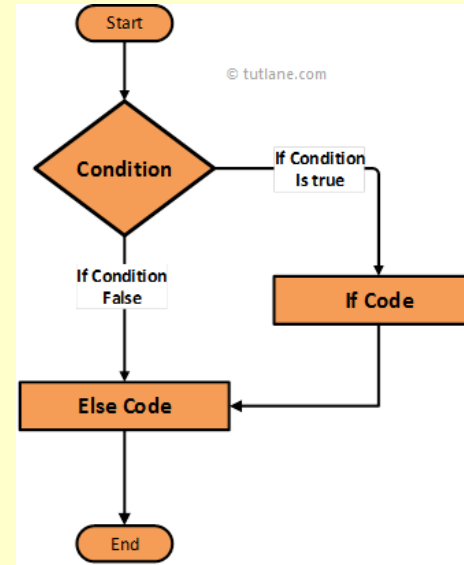 Start
© tutlane.com
Condition
If Condition
Is true
If Condition
False
If Code
Else Code
End